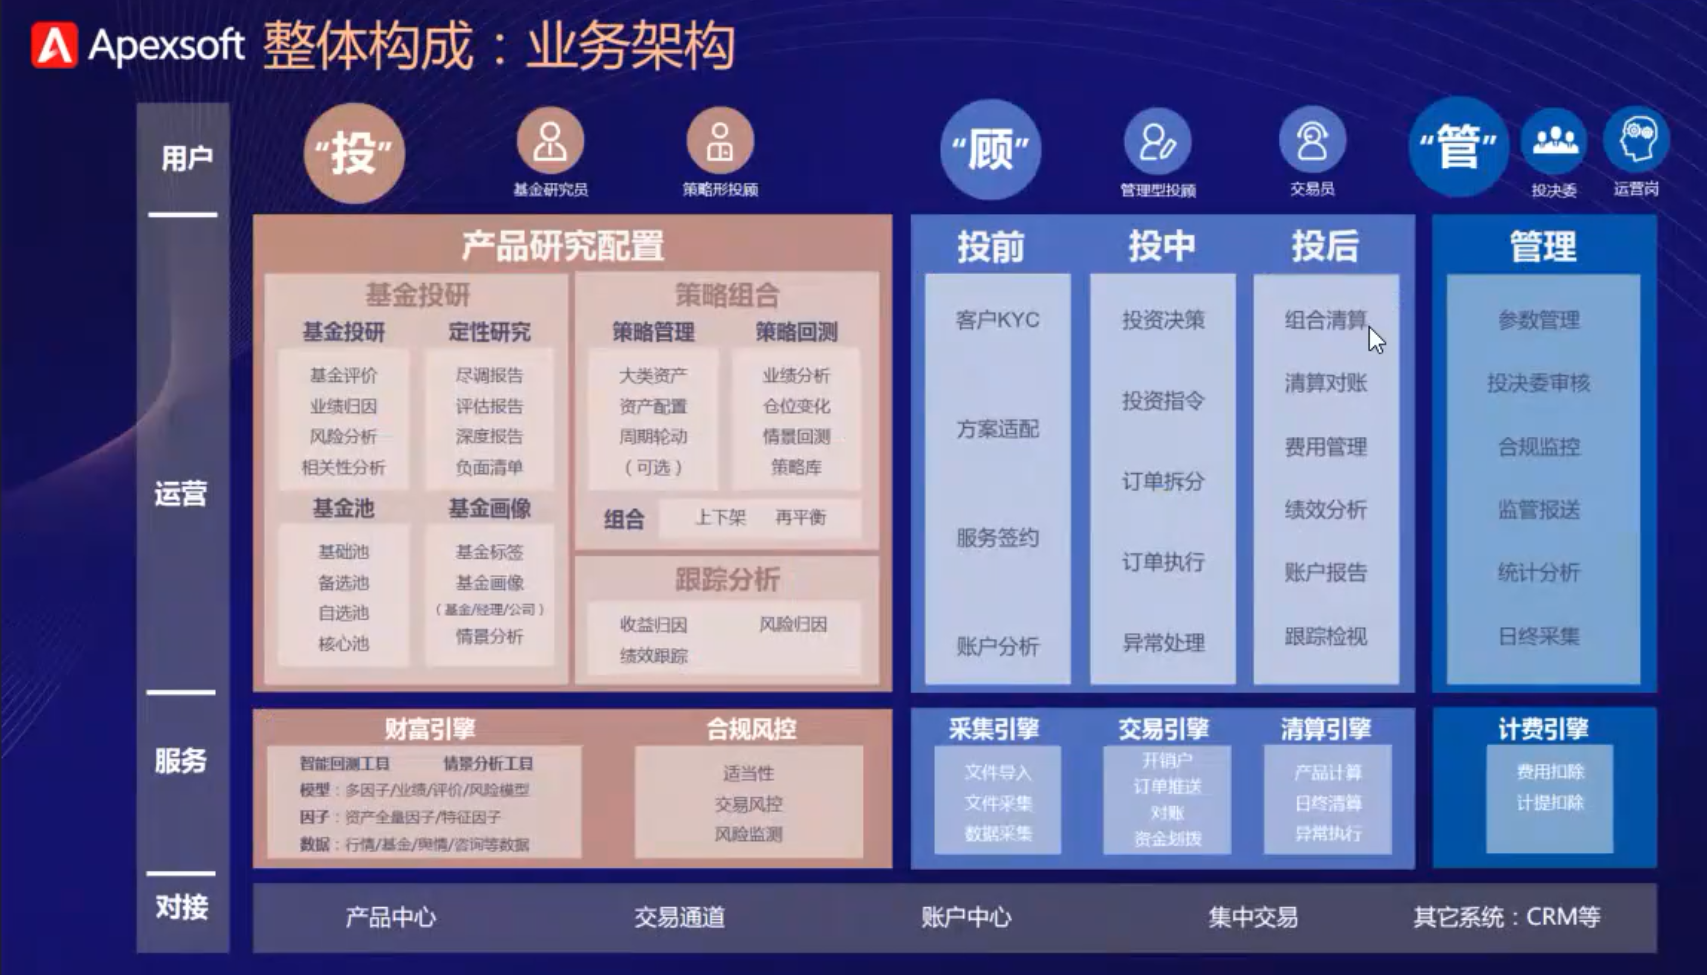 Apexsoft 整体构成：业务架构
用户
“投”
基金研究员
策略形投顾
“顾”
管理型投顾
交易员
“管”
投决委
运营岗
运营
产品研究配置
基金投研
基金投研
基金评价
业绩归因
风险分析
相关性分析
定性研究
尽调报告
评估报告
深度报告
负面清单
基金池
基础池
备选池
自选池
核心池
基金画像
基金标签
基金画像
（基金/经理/公司）
情景分析
策略组合
策略管理
大类资产
资产配置
周期轮动
（可选）
策略回测
业绩分析
仓位变化
情景回测
策略库
组合 上下架 再平衡
跟踪分析
收益归因 风险归因
绩效跟踪
投前
客户KYC
方案适配
服务签约
账户分析
投中
投资决策
投资指令
订单拆分
订单执行
异常处理
投后
组合清算
清算对账
费用管理
绩效分析
账户报告
跟踪检视
管理
参数管理
投决委审核
合规监控
监管报送
统计分析
日终采集
服务
财富引擎
智能回测工具 情景分析工具
模型：多因子/业绩/评价/风险模型
因子：资产全量因子/特征因子
数据：行情/基金/舆情/咨询等数据
合规风控
适当性
交易风控
风险监测
采集引擎
文件导入
文件采集
数据采集
交易引擎
开销户
订单推送
对账
资金划拨
清算引擎
产品计算
日终清算
异常执行
计费引擎
费用扣除
计提扣除
对接
产品中心 交易通道 账户中心 集中交易 其它系统：CRM等